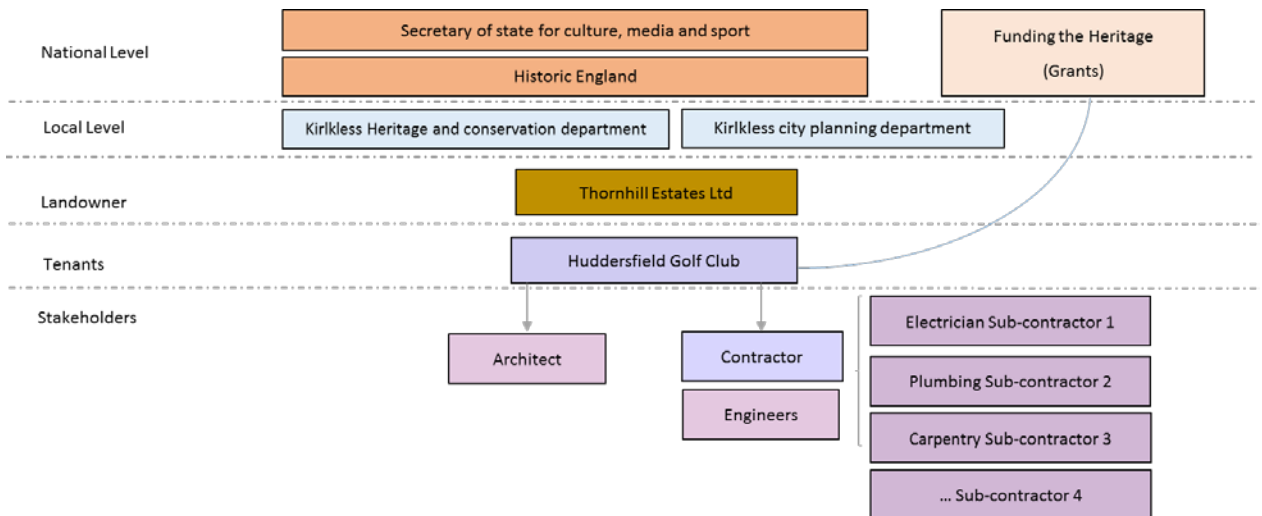 National Level
Secretary of state for culture, media and sport
Historic England
Funding the Heritage
(Grants)
Local Level
Kirlkless Heritage and conservation department
Kirlkless city planning department
Landowner
Thornhill Estates Ltd
Tenants
Huddersfield Golf Club
Stakeholders
Architect
Contractor
Engineers
Electrician Sub-contractor 1
Plumbing Sub-contractor 2
Carpentry Sub-contractor 3
... Sub-contractor 4